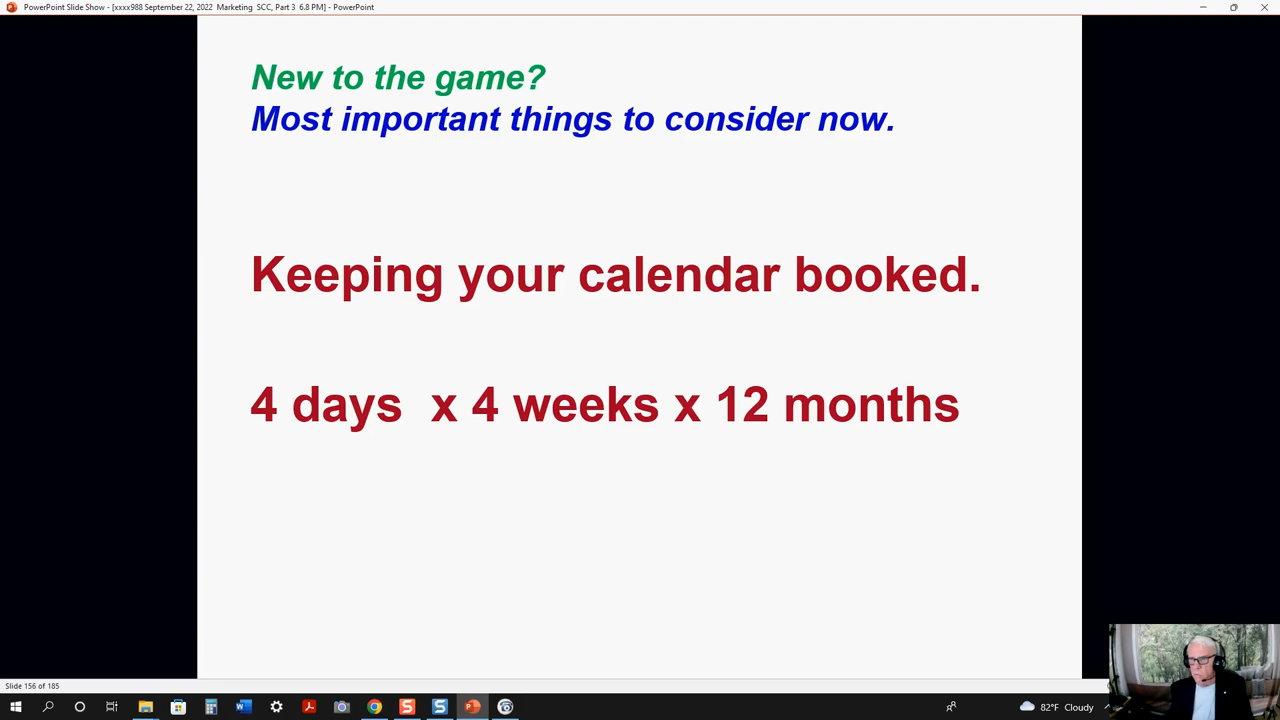 PowerPoint Slide Show - [xxxx988 September 22, 2022 Marketing SCC, Part 3 6.8 PM] - PowerPoint
New to the game?
Most important things to consider now.
Keeping your calendar booked.
4 days x 4 weeks x 12 months
Slide 156 of 185
82°F Cloudy